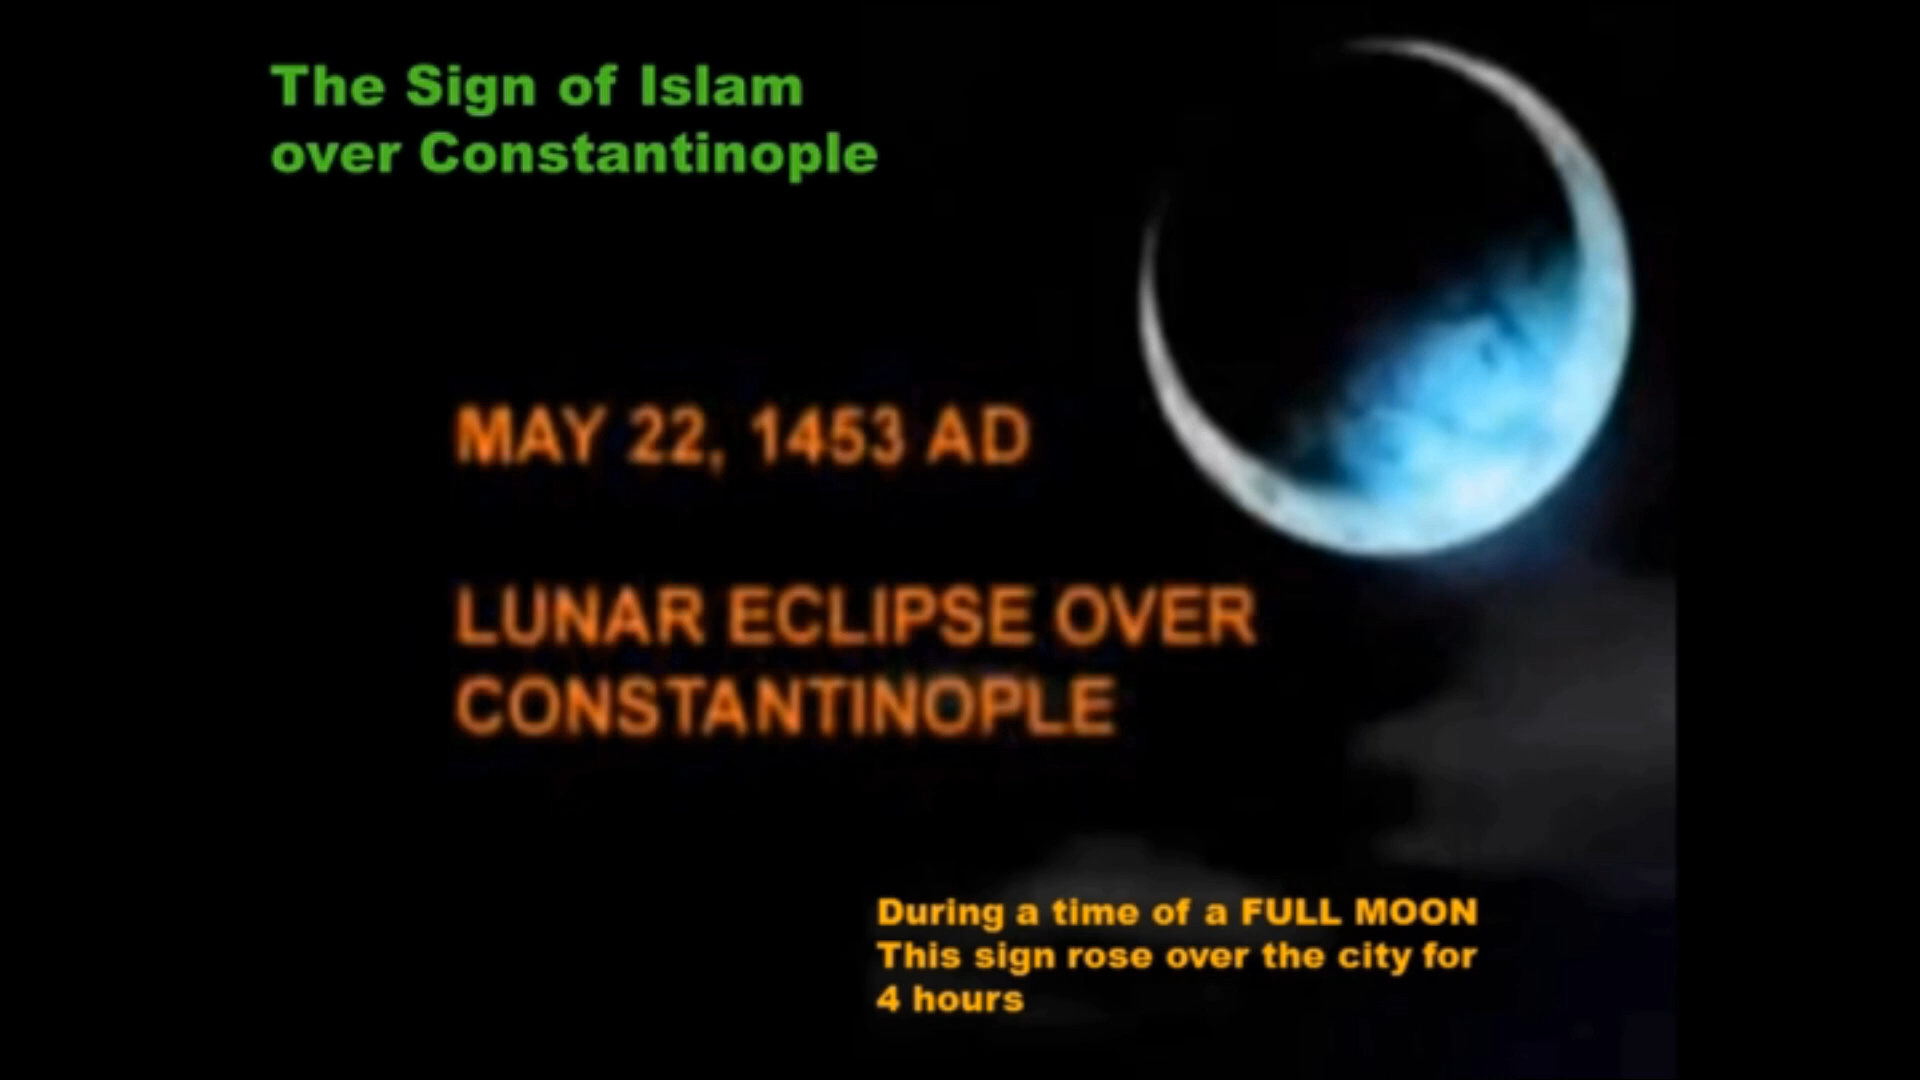 The Sign of Islam
over Constantinople
MAY 22, 1453 AD
LUNAR ECLIPSE OVER
CONSTANTINOPLE
During a time of a FULL MOON
This sign rose over the city for
4 hours